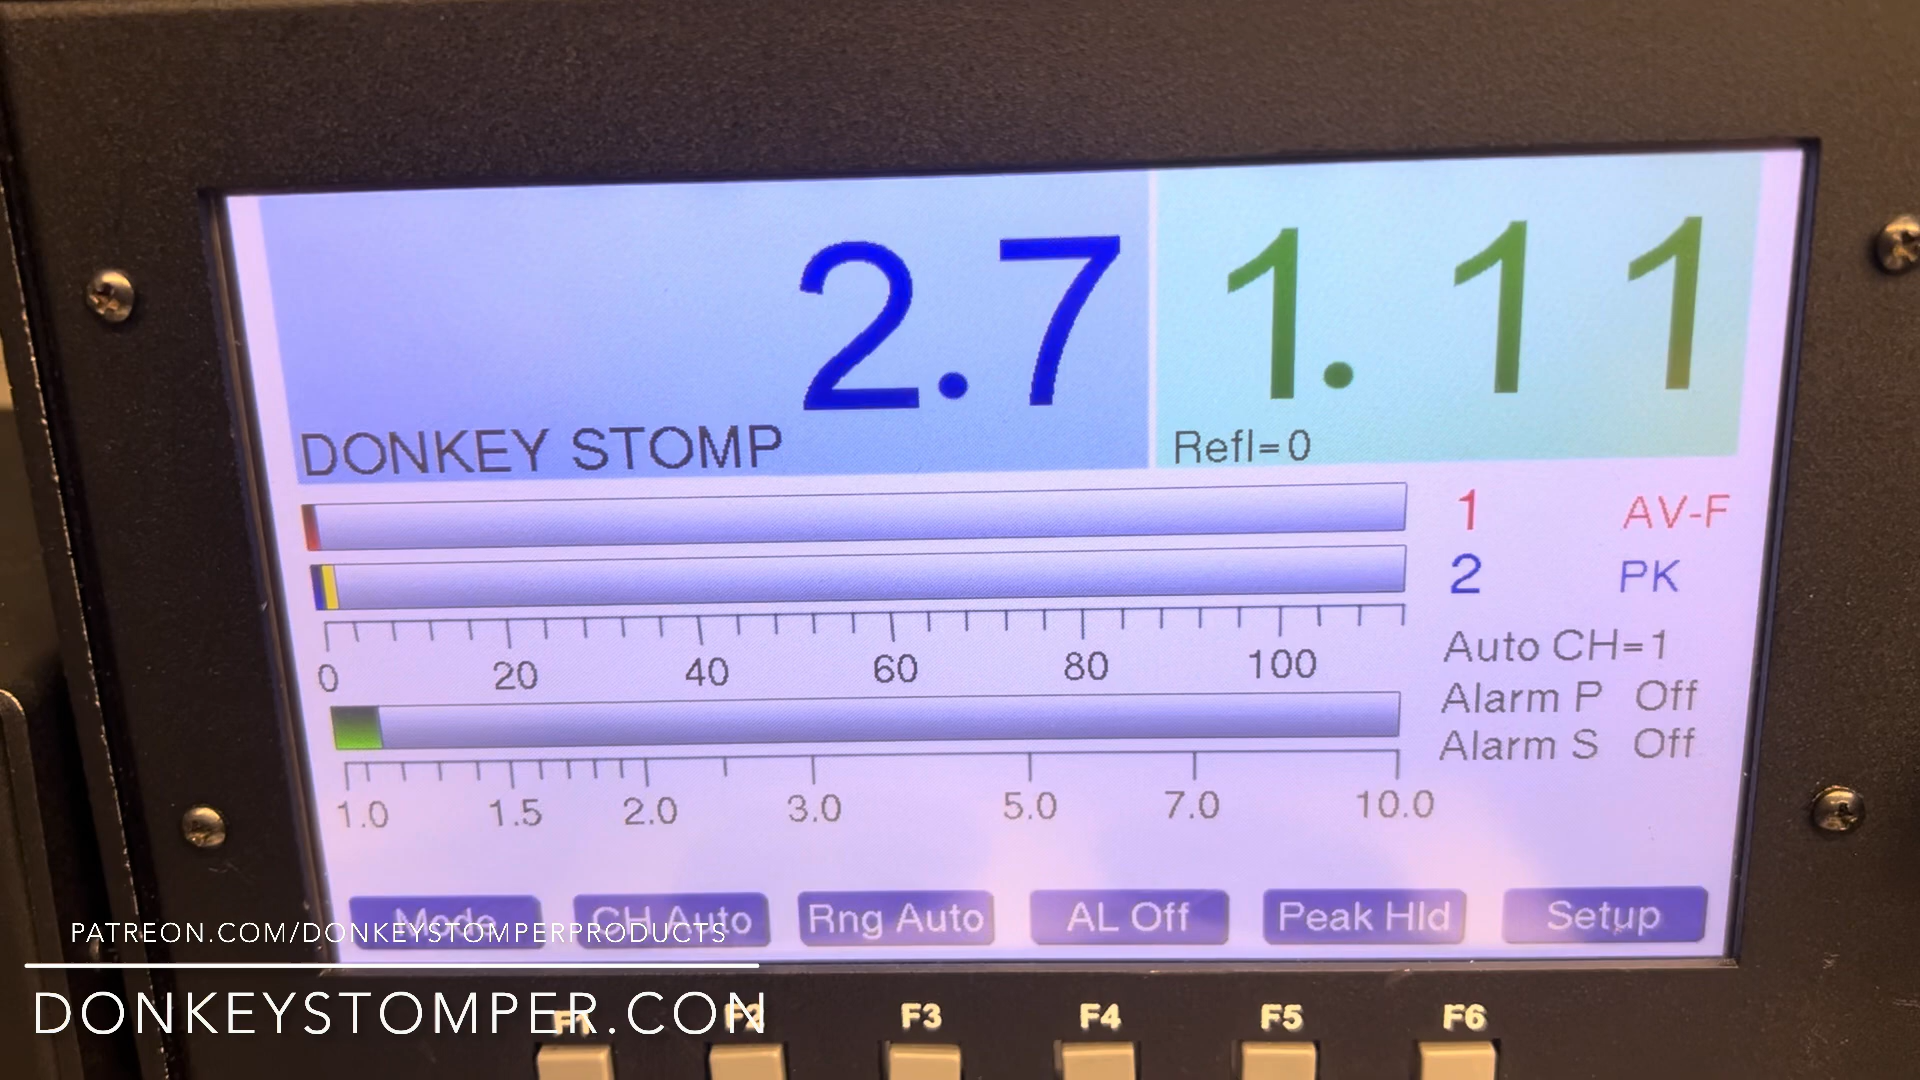 2.7
1.11
DONKEY STOMP
Refl=0
1 AV-F
2 PK
0 20 40 60 80 100
Auto CH=1
Alarm P Off
Alarm S Off
1.0 1.5 2.0 3.0 5.0 7.0 10.0
Mode CH Auto Rng Auto AL Off Peak Hld Setup
PATREON.COM/DONKEYSTOMPERPRODUCTS
DONKEYSTOMPER.CON
F1 F2 F3 F4 F5 F6